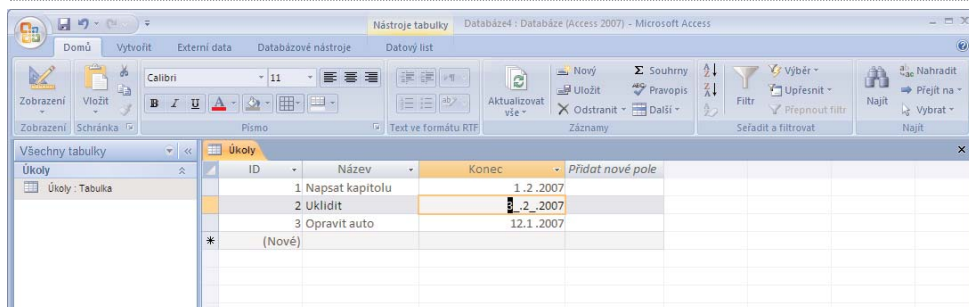 Nástroje tabulky Databáze4 : Databáze (Access 2007) - Microsoft Access
Domů Vytvořit Externí data Databázové nástroje Datový list
Calibri 11 Nový Souhrny Výběr Nahradit
Uložit Pravopis Upřesnit Přejít na
Zobrazení Vložit B I U Aktualizovat vše Odstranit Další Filtr Přepnout filtr Najít Vybrat
Zobrazení Schránka Písmo Text ve formátu RTF Záznamy Seřadit a filtrovat Najít
Všechny tabulky Úkoly
Úkoly ID Název Konec Přidat nové pole
Úkoly : Tabulka 1 Napsat kapitolu 1 .2 .2007
2 Uklidit 3_.2_.2007
3 Opravit auto 12.1 .2007
(Nové)